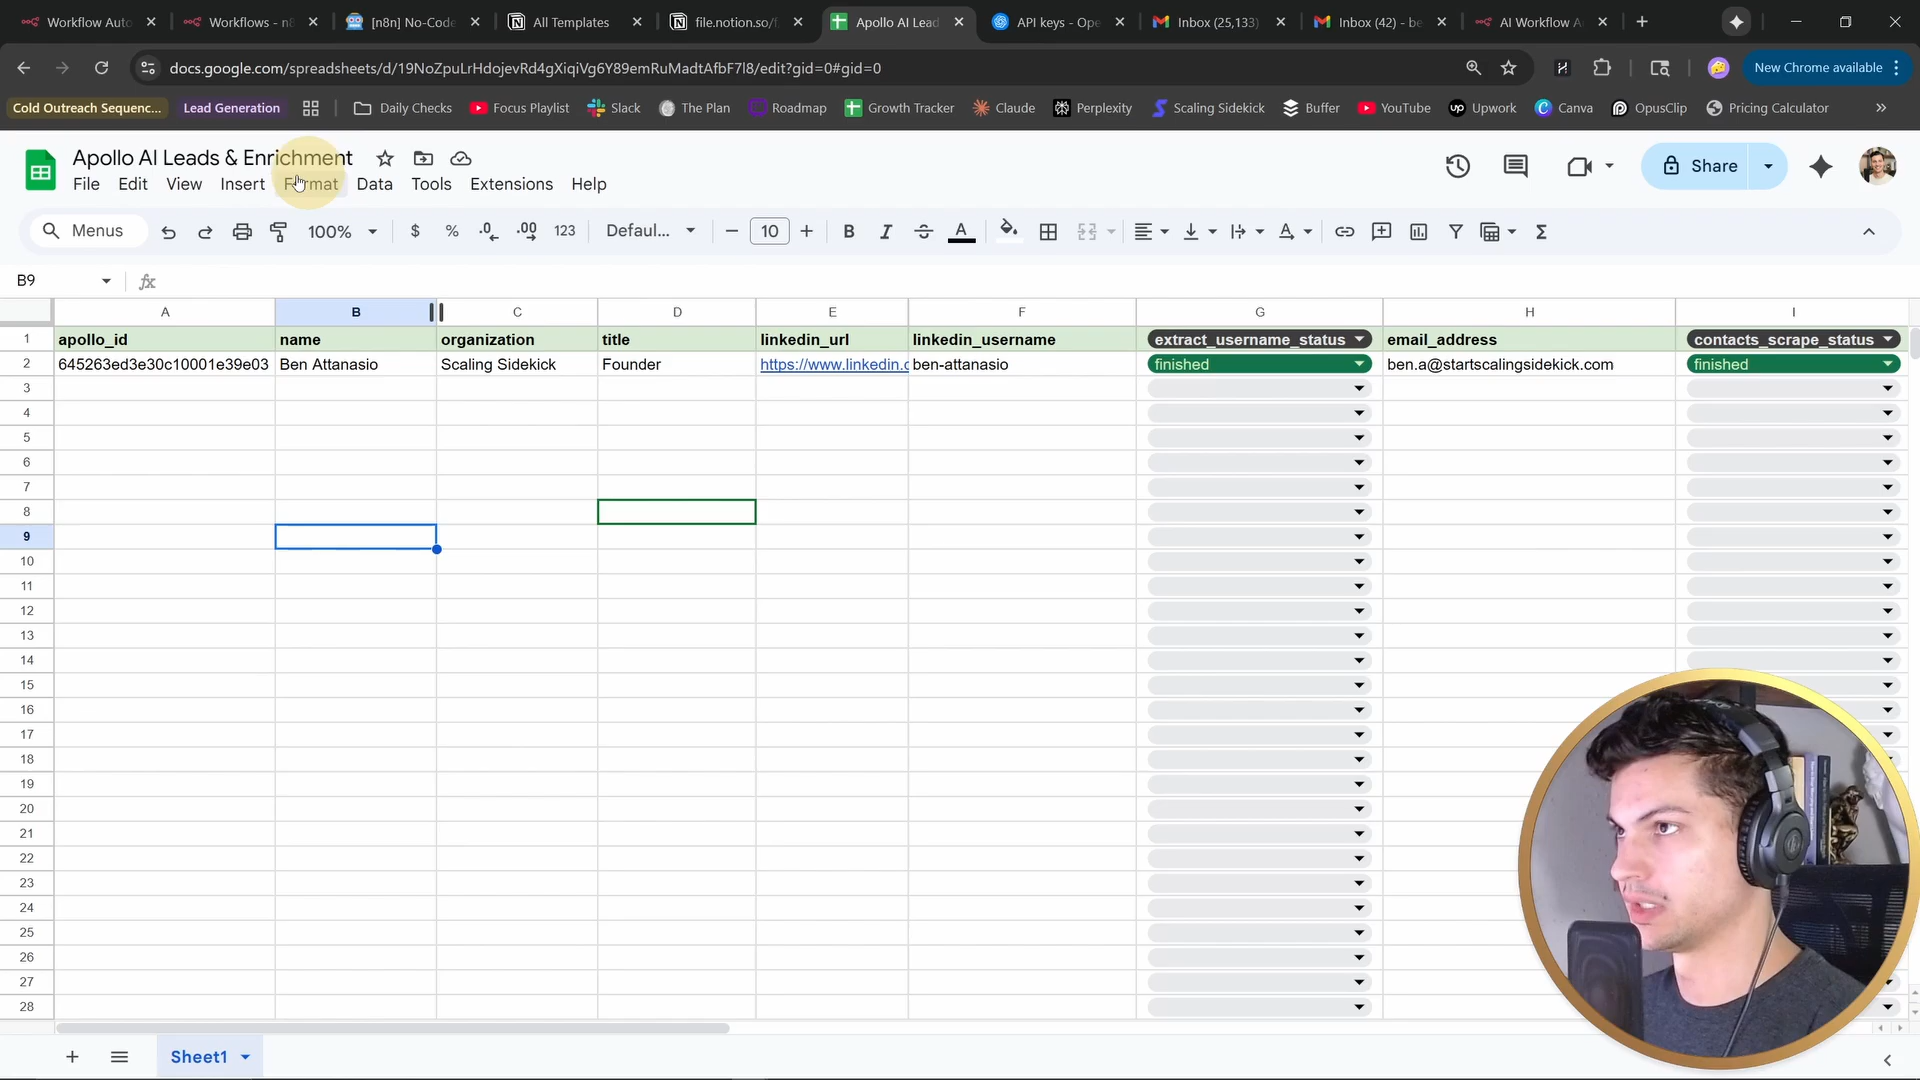 Workflow Auto
Workflows - n8
[n8n] No-Code
All Templates
file.notion.so/f
Apollo AI Lead
API keys - Ope
Inbox (25,133)
Inbox (42) - be
AI Workflow A
docs.google.com/spreadsheets/d/19NoZpuLrHdojevRd4gXiqiVg6Y89emRuMadtAfbF7l8/edit?gid=0#gid=0
New Chrome available
Cold Outreach Sequenc...
Lead Generation
Daily Checks
Focus Playlist
Slack
The Plan
Roadmap
Growth Tracker
Claude
Perplexity
Scaling Sidekick
Buffer
YouTube
Upwork
Canva
OpusClip
Pricing Calculator
Apollo AI Leads & Enrichment
File Edit View Insert Format Data Tools Extensions Help
Share
Menus 100% $ % .0 .00 123 Defaul... 10 B I A
B9 fx
A B C D E F G H I
1 apollo_id name organization title linkedin_url linkedin_username extract_username_status email_address contacts_scrape_status
2 645263ed3e30c10001e39e03 Ben Attanasio Scaling Sidekick Founder https://www.linkedin.c ben-attanasio finished ben.a@startscalingsidekick.com finished
3
4
5
6
7
8
9
10
11
12
13
14
15
16
17
18
19
20
21
22
23
24
25
26
27
28
Sheet1